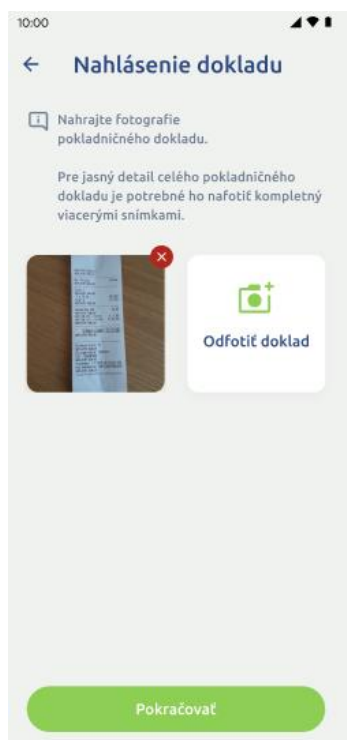 10:00
Nahlásenie dokladu
Nahrajte fotografie
pokladničného dokladu.
Pre jasný detail celého pokladničného
dokladu je potrebné ho nafotiť kompletný
viacerými snímkami.
Odfotiť doklad
Pokračovať